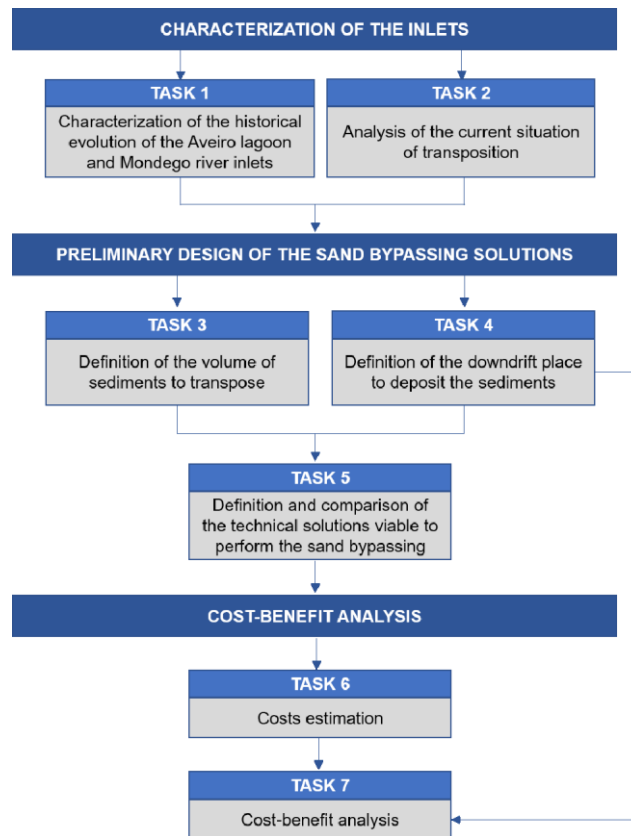 CHARACTERIZATION OF THE INLETS
TASK 1
Characterization of the historical
evolution of the Aveiro lagoon
and Mondego river inlets
TASK 2
Analysis of the current situation
of transposition
PRELIMINARY DESIGN OF THE SAND BYPASSING SOLUTIONS
TASK 3
Definition of the volume of
sediments to transpose
TASK 4
Definition of the downdrift place
to deposit the sediments
TASK 5
Definition and comparison of
the technical solutions viable to
perform the sand bypassing
COST-BENEFIT ANALYSIS
TASK 6
Costs estimation
TASK 7
Cost-benefit analysis